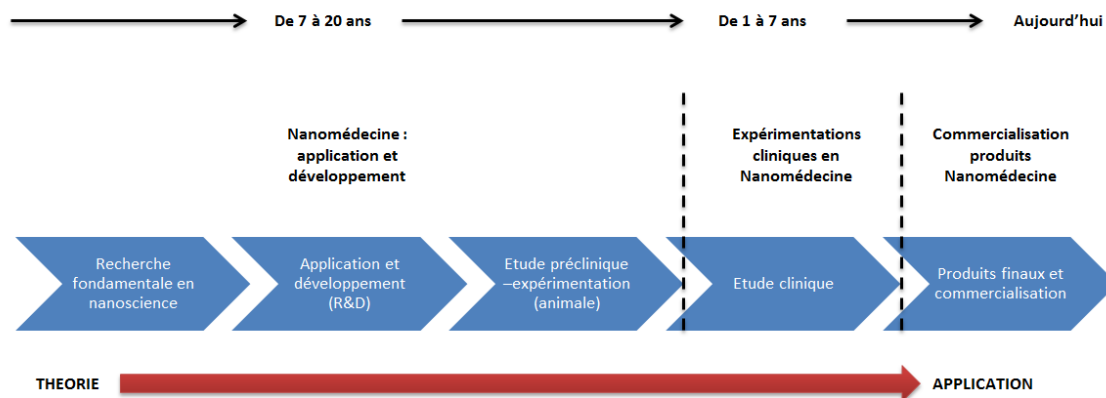 De 7 à 20 ans
De 1 à 7 ans
Aujourd'hui
Nanomédecine :
application et
développement
Expérimentations
cliniques en
Nanomédecine
Commercialisation
produits
Nanomédecine
Recherche
fondamentale en
nanoscience
Application et
développement
(R&D)
Etude préclinique
–expérimentation
(animale)
Etude clinique
Produits finaux et
commercialisation
THEORIE
APPLICATION